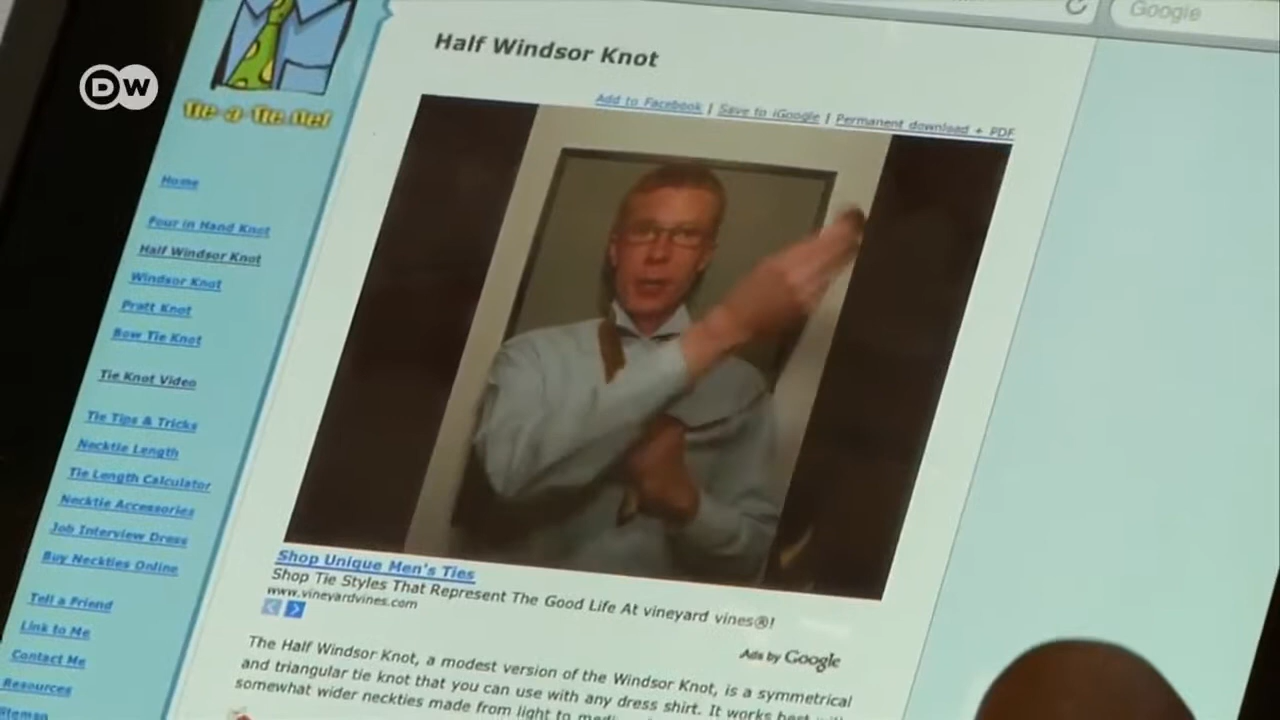 DW
Tie-a-Tie.net
Google
Half Windsor Knot
Add to Facebook | Save to iGoogle | Permanent download + PDF
Home
Four in Hand Knot
Half Windsor Knot
Windsor Knot
Pratt Knot
Bow Tie Knot
Tie Knot Video
Tie Tips & Tricks
Necktie Length
Tie Length Calculator
Necktie Accessories
Job Interview Dress
Buy Neckties Online
Tell a Friend
Link to Me
Contact Me
Resources
Shop Unique Men's Ties
Shop Tie Styles That Represent The Good Life At vineyard vines®!
www.vineyardvines.com
Ads by Google
The Half Windsor Knot, a modest version of the Windsor Knot, is a symmetrical
and triangular tie knot that you can use with any dress shirt. It works best with
somewhat wider neckties made from light to